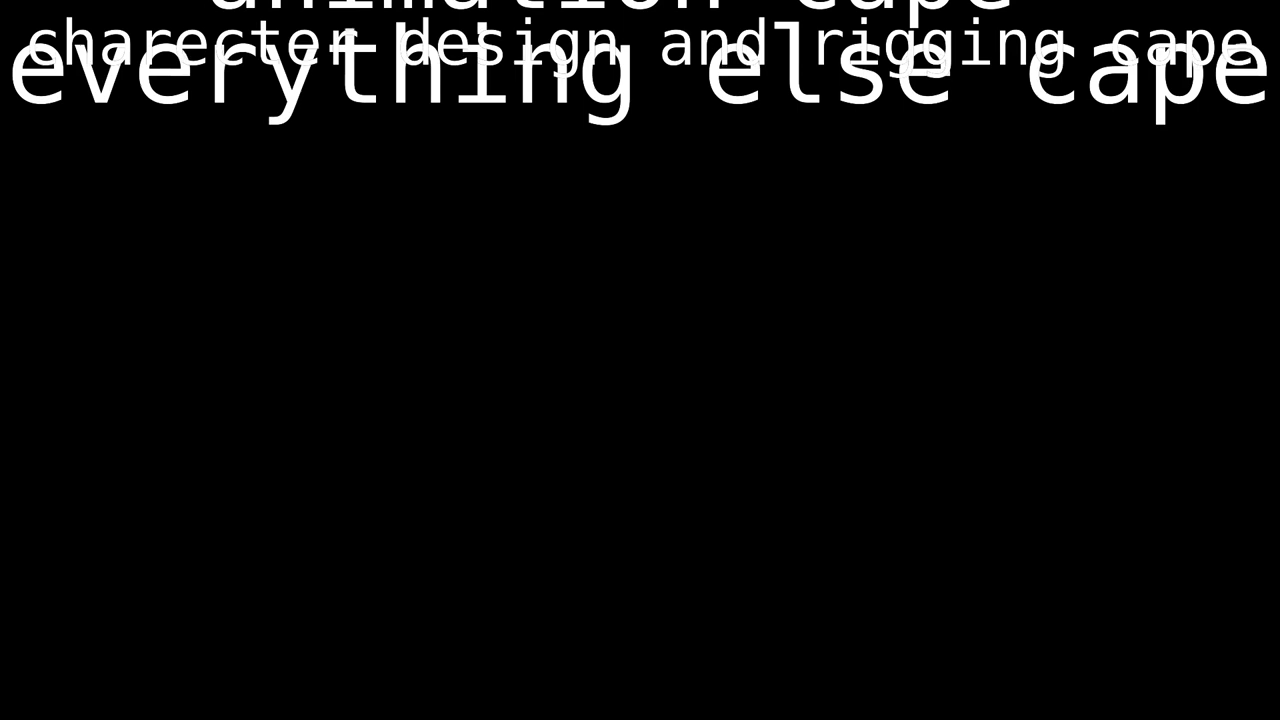 animation cape
charecter design and rigging cape
everything else cape